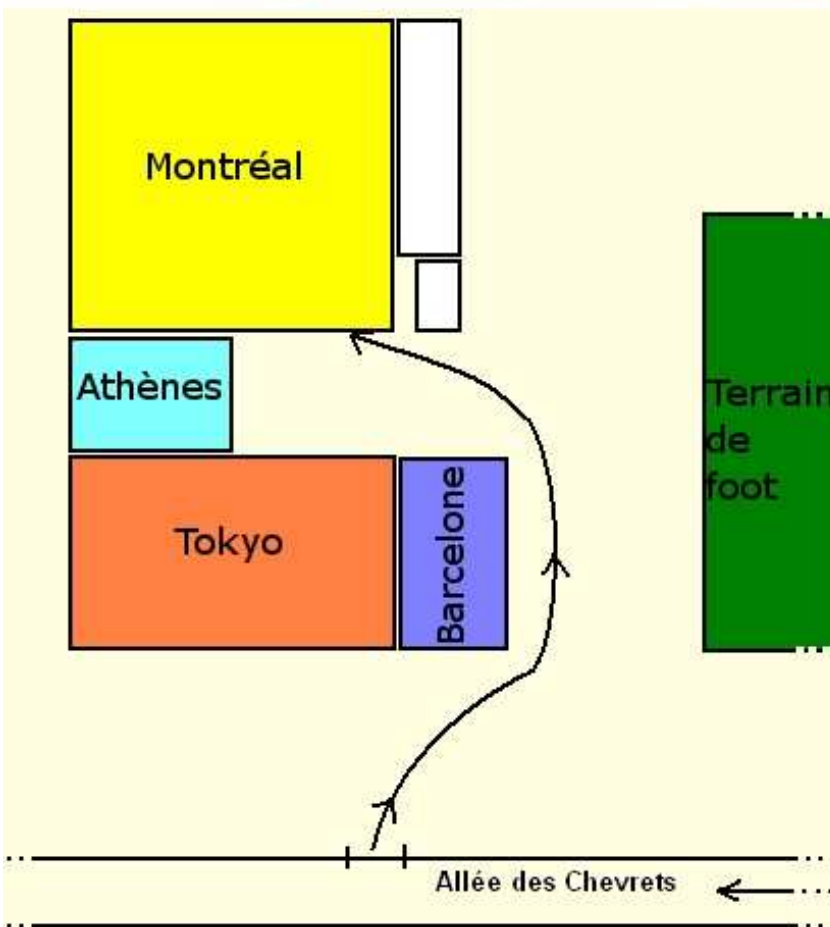 Montréal
Athènes
Terrain
de
foot
Tokyo
Barcelone
Allée des Chevrets